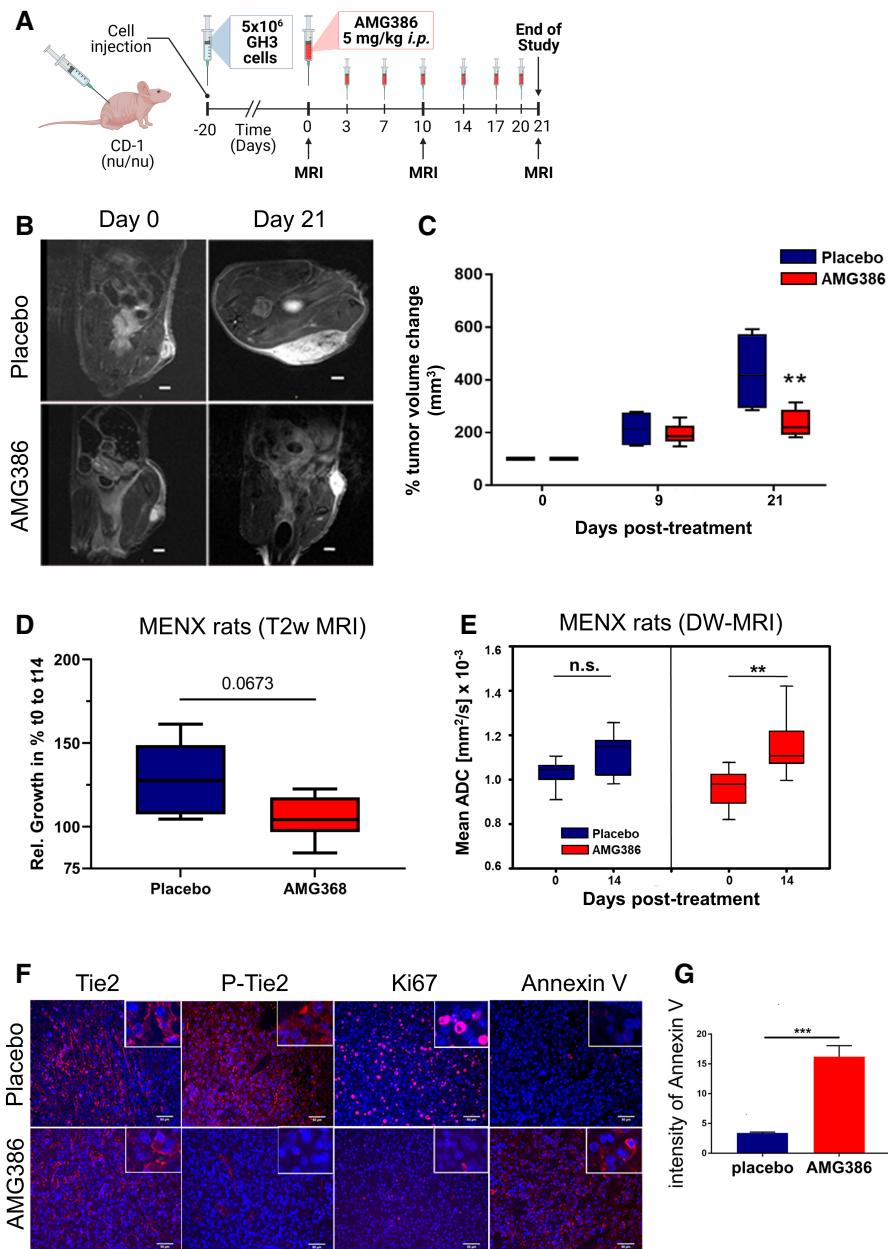 A
Cell
injection
5x10⁶
GH3
cells
AMG386
5 mg/kg i.p.
End of
Study
CD-1
(nu/nu)
-20
Time
(Days)
0
3
7
10
14
17
20
21
MRI
MRI
MRI
B
Day 0
Day 21
Placebo
AMG386
C
Placebo
AMG386
% tumor volume change
(mm³)
800
600
400
200
0
**
0
9
21
Days post-treatment
D
MENX rats (T2w MRI)
Rel. Growth in % t0 to t14
200
150
100
75
0.0673
Placebo
AMG368
E
MENX rats (DW-MRI)
Mean ADC [mm²/s] x 10⁻³
1.6
1.4
1.2
1.0
0.8
0.6
n.s.
**
Placebo
AMG386
0
14
0
14
Days post-treatment
F
Tie2
P-Tie2
Ki67
Annexin V
Placebo
AMG386
G
intensity of Annexin V
20
15
10
5
0
***
placebo
AMG386